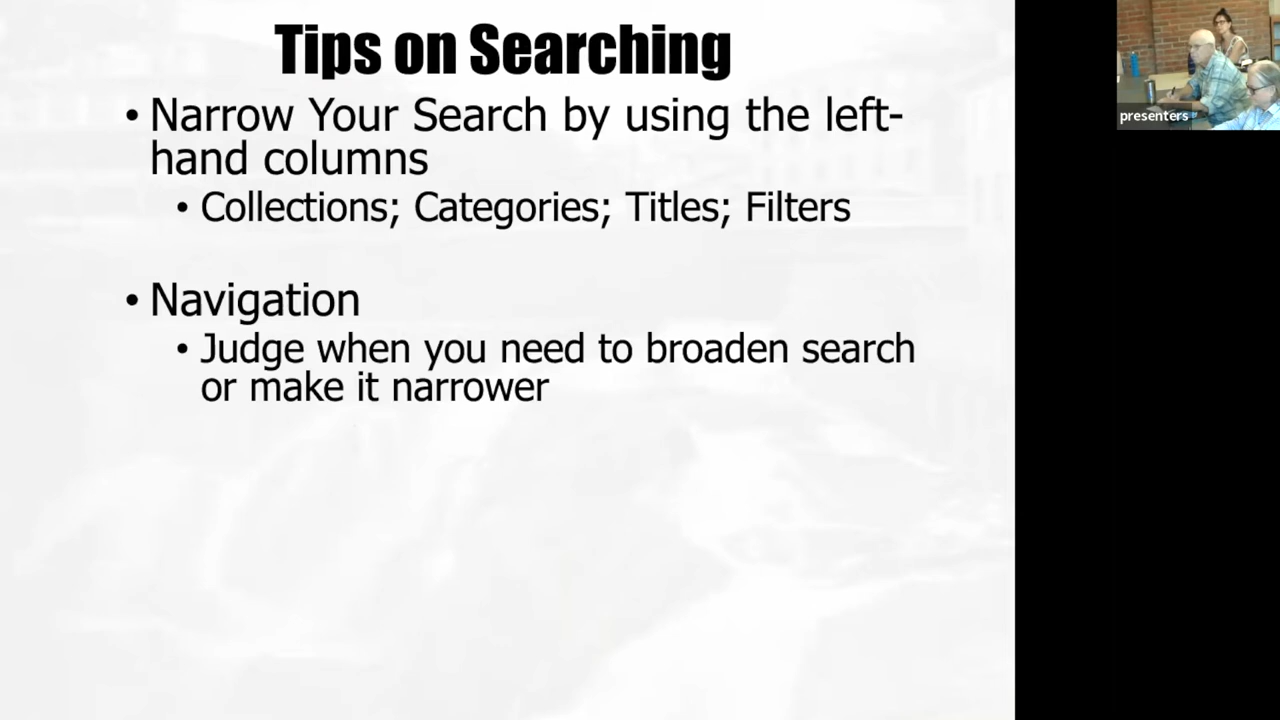 Tips on Searching
• Narrow Your Search by using the left-
hand columns
• Collections; Categories; Titles; Filters
• Navigation
• Judge when you need to broaden search
or make it narrower
presenters